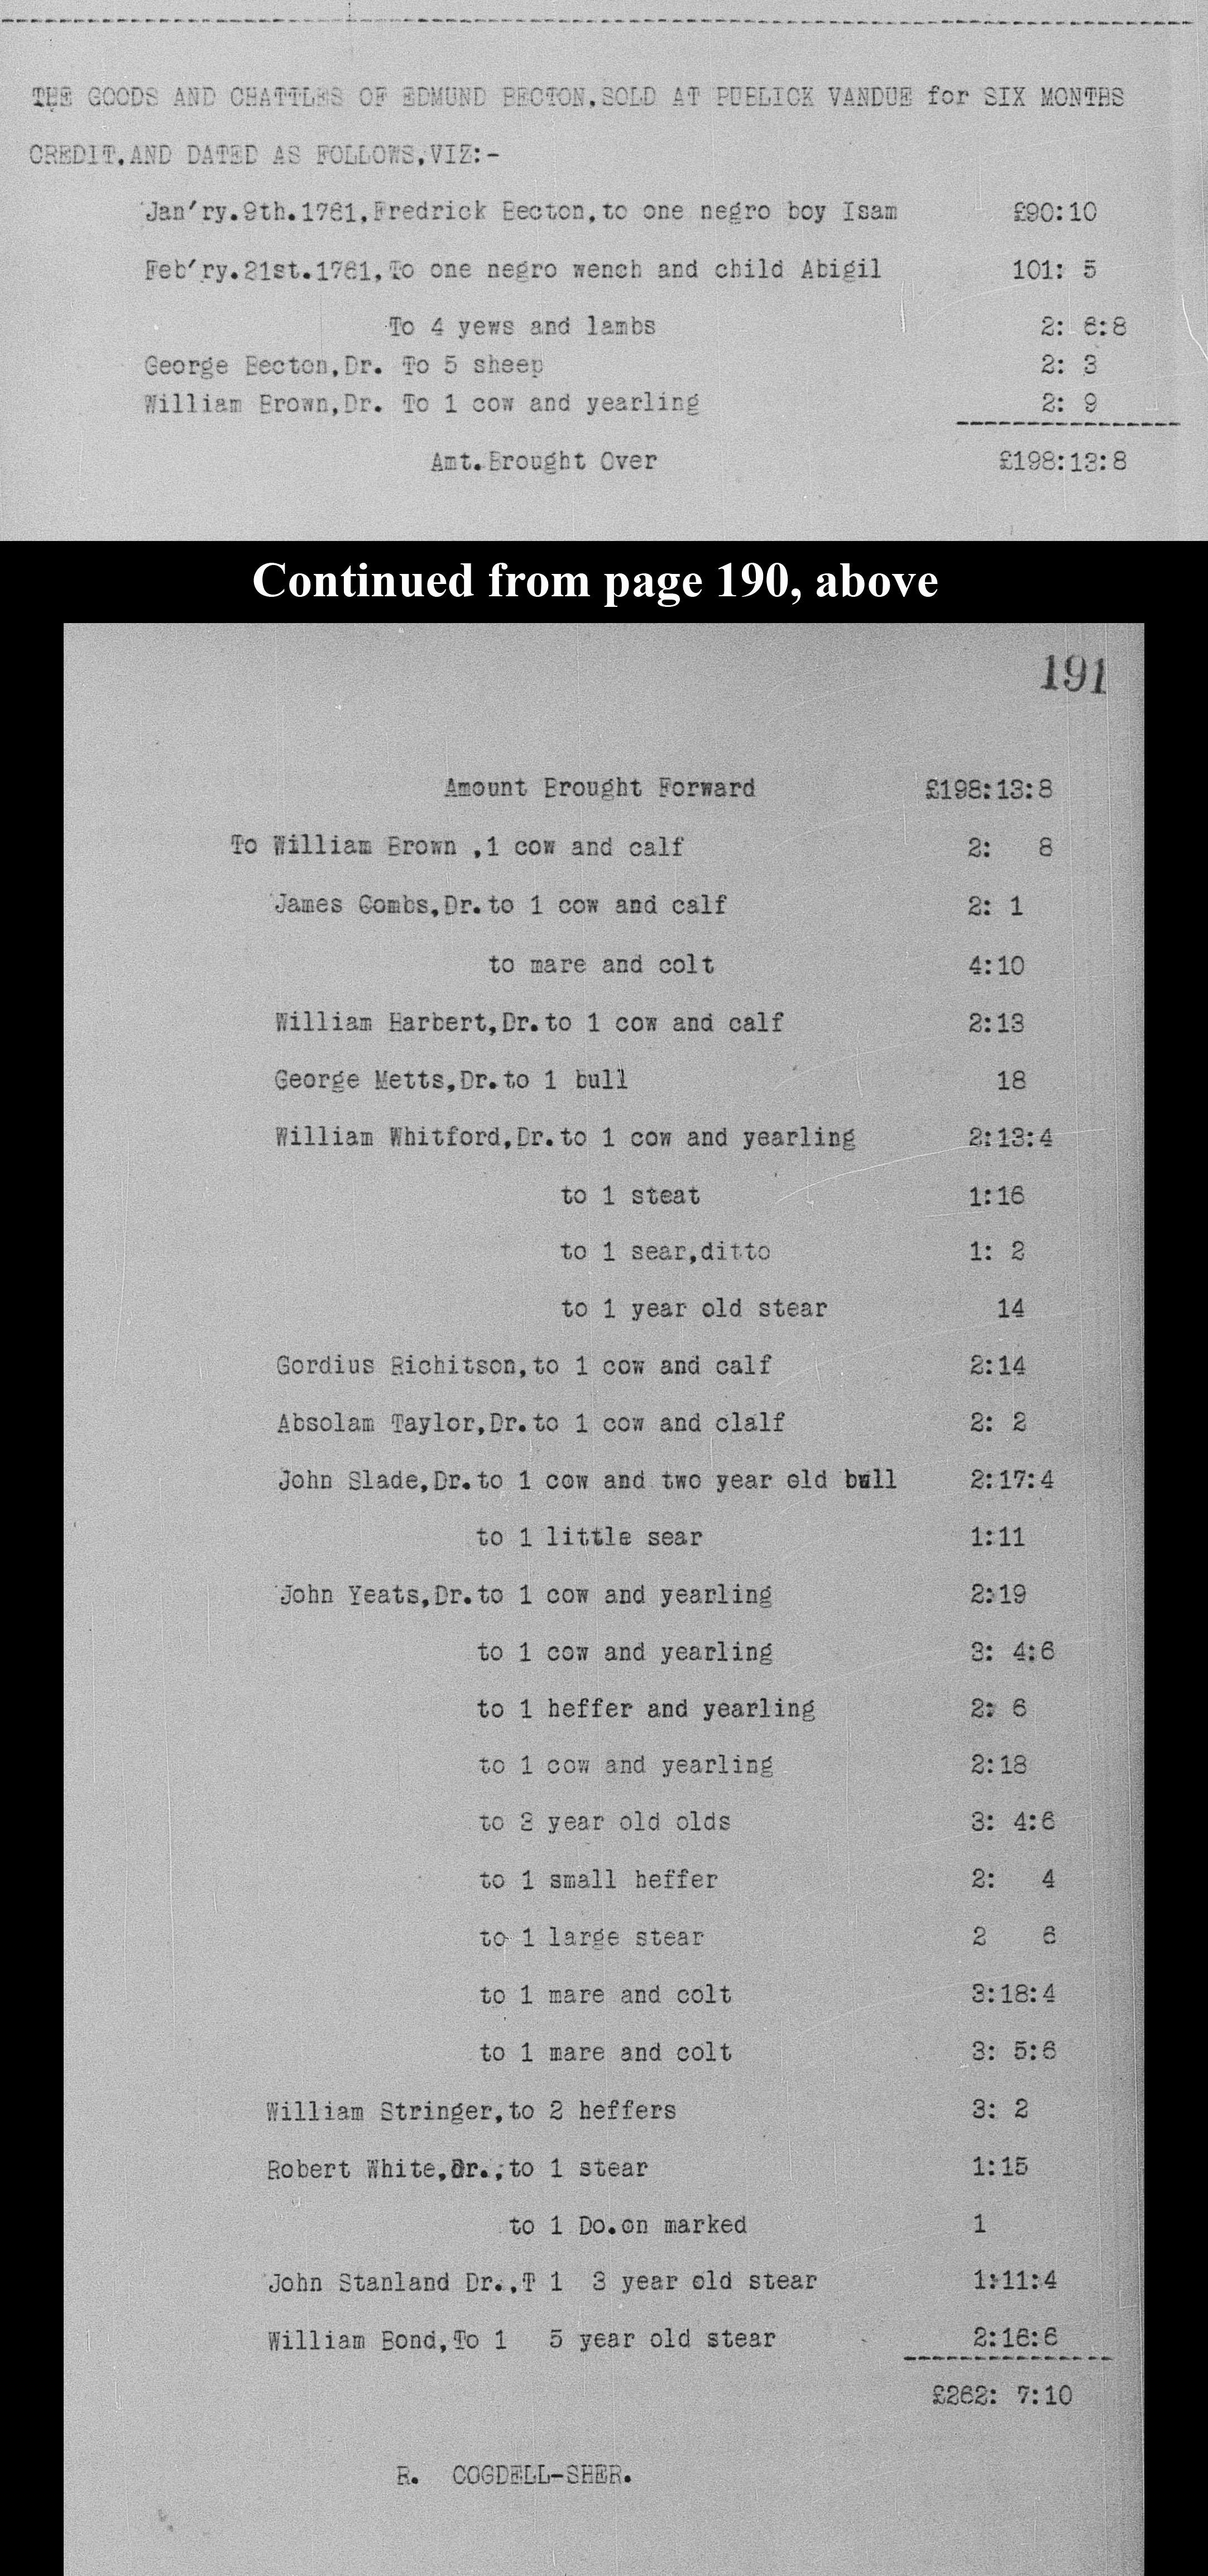 THE GOODS AND CHATTLES OF EDMUND BECTON,SOLD AT PUBLICK VANDUE for SIX MONTHS
CREDIT,AND DATED AS FOLLOWS,VIZ:-
Jan'ry.9th.1761,Fredrick Becton,to one negro boy Isam £90:10
Feb'ry.21st.1761,To one negro wench and child Abigil 101: 5
To 4 yews and lambs 2: 6:8
George Becton,Dr. To 5 sheep 2: 3
William Brown,Dr. To 1 cow and yearling 2: 9
Amt.Brought Over £198:13:8
Continued from page 190, above
191
Amount Brought Forward £198:13:8
To William Brown ,1 cow and calf 2: 8
James Gombs,Dr.to 1 cow and calf 2: 1
to mare and colt 4:10
William Harbert,Dr.to 1 cow and calf 2:13
George Metts,Dr.to 1 bull 18
William Whitford,Dr.to 1 cow and yearling 2:13:4
to 1 steat 1:16
to 1 sear,ditto 1: 2
to 1 year old stear 14
Gordius Richitson,to 1 cow and calf 2:14
Absolam Taylor,Dr.to 1 cow and clalf 2: 2
John Slade,Dr.to 1 cow and two year old bull 2:17:4
to 1 little sear 1:11
John Yeats,Dr.to 1 cow and yearling 2:19
to 1 cow and yearling 3: 4:6
to 1 heffer and yearling 2: 6
to 1 cow and yearling 2:18
to 3 year old olds 3: 4:6
to 1 small heffer 2: 4
to 1 large stear 2 6
to 1 mare and colt 3:18:4
to 1 mare and colt 3: 5:6
William Stringer,to 2 heffers 3: 2
Robert White,dr.,to 1 stear 1:15
to 1 Do.on marked 1
John Stanland Dr.,T 1 3 year old stear 1:11:4
William Bond,To 1 5 year old stear 2:16:6
£262: 7:10
R. COGDELL-SHER.